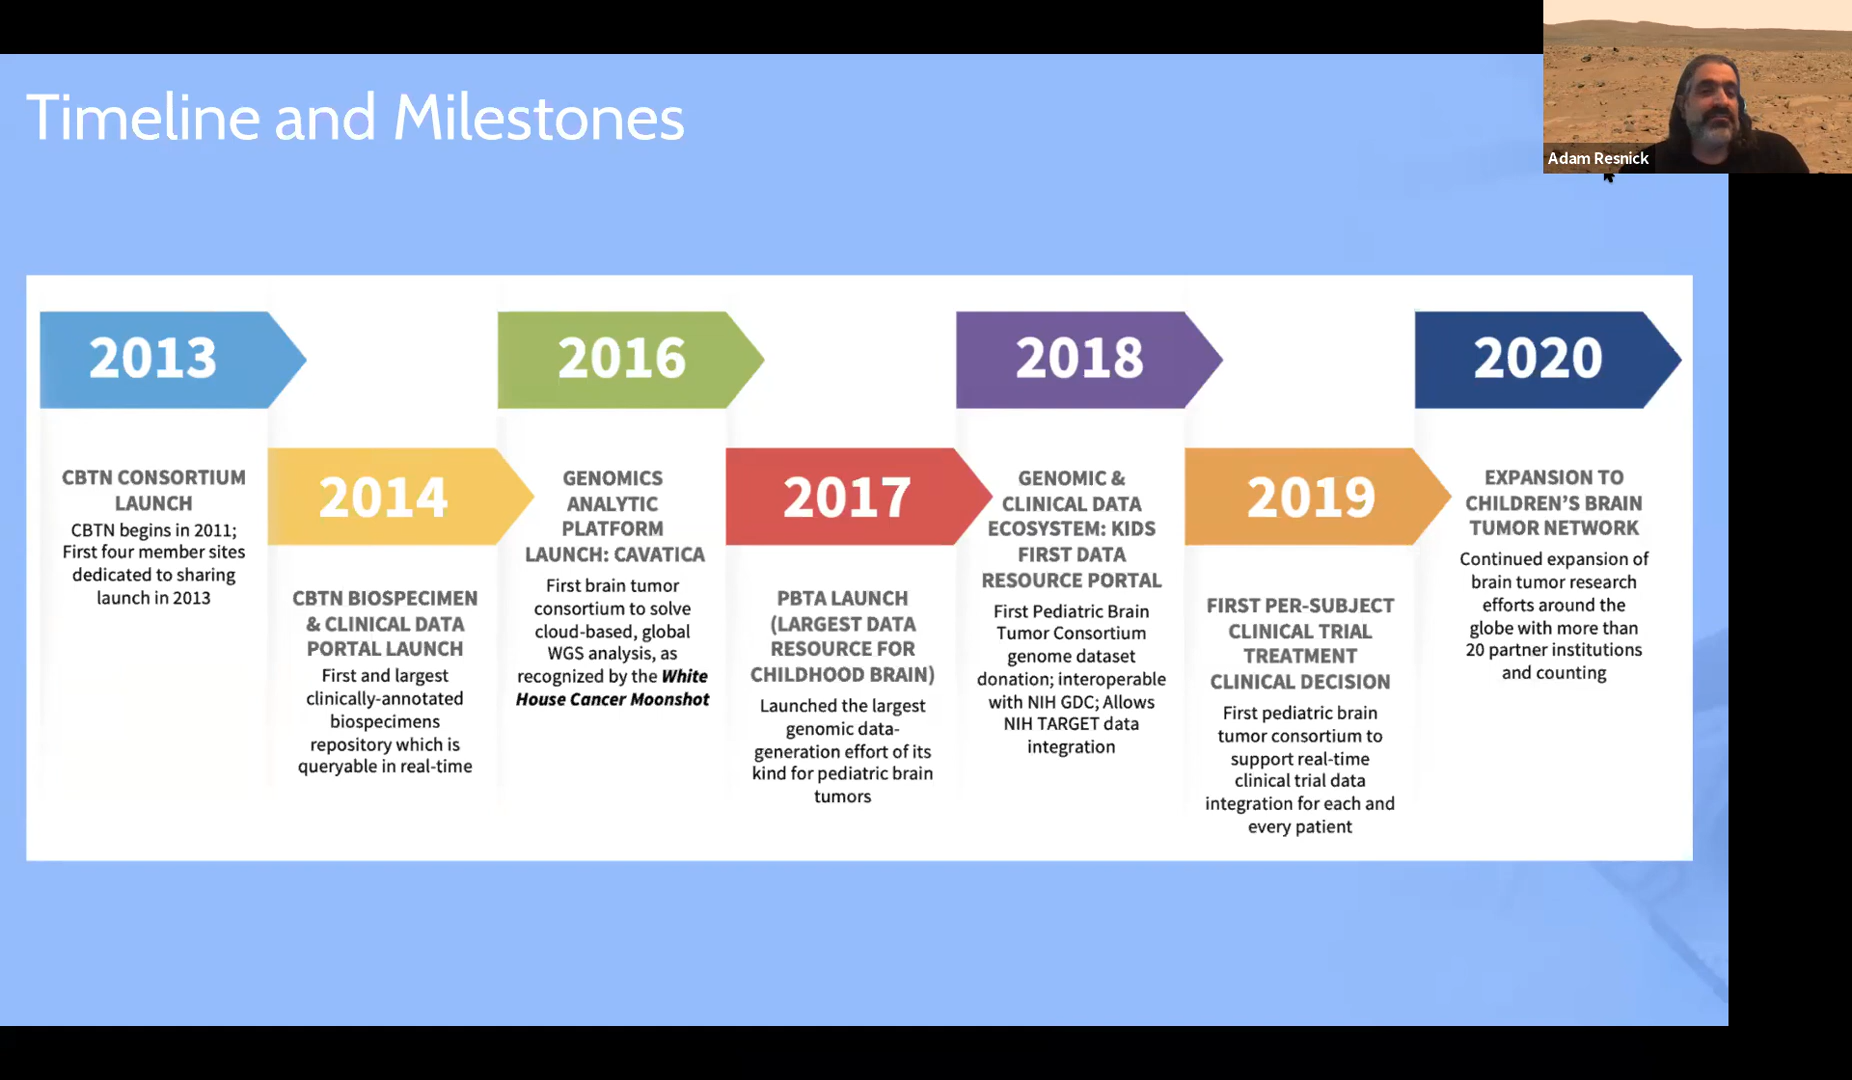 Timeline and Milestones
Adam Resnick
2013
CBTN CONSORTIUM
LAUNCH
CBTN begins in 2011;
First four member sites
dedicated to sharing
launch in 2013
2014
CBTN BIOSPECIMEN
& CLINICAL DATA
PORTAL LAUNCH
First and largest
clinically-annotated
biospecimens
repository which is
queryable in real-time
2016
GENOMICS
ANALYTIC
PLATFORM
LAUNCH: CAVATICA
First brain tumor
consortium to solve
cloud-based, global
WGS analysis, as
recognized by the White
House Cancer Moonshot
2017
PBTA LAUNCH
(LARGEST DATA
RESOURCE FOR
CHILDHOOD BRAIN)
Launched the largest
genomic data-
generation effort of its
kind for pediatric brain
tumors
2018
GENOMIC &
CLINICAL DATA
ECOSYSTEM: KIDS
FIRST DATA
RESOURCE PORTAL
First Pediatric Brain
Tumor Consortium
genome dataset
donation; interoperable
with NIH GDC; Allows
NIH TARGET data
integration
2019
FIRST PER-SUBJECT
CLINICAL TRIAL
TREATMENT
CLINICAL DECISION
First pediatric brain
tumor consortium to
support real-time
clinical trial data
integration for each and
every patient
2020
EXPANSION TO
CHILDREN'S BRAIN
TUMOR NETWORK
Continued expansion of
brain tumor research
efforts around the
globe with more than
20 partner institutions
and counting